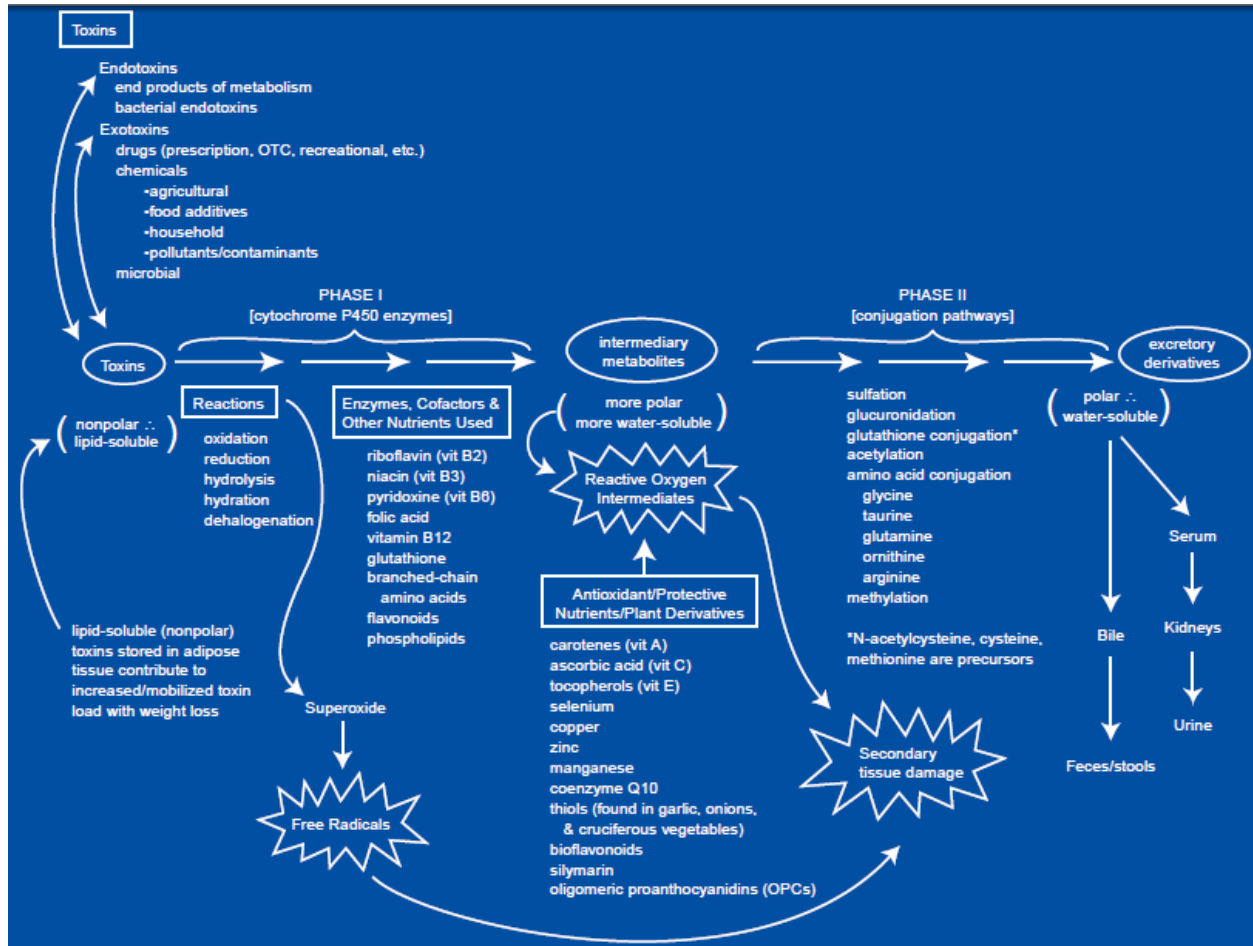 Toxins
Endotoxins
end products of metabolism
bacterial endotoxins
Exotoxins
drugs (prescription, OTC, recreational, etc.)
chemicals
-agricultural
-food additives
-household
-pollutants/contaminants
microbial
PHASE I
[cytochrome P450 enzymes]
PHASE II
[conjugation pathways]
Toxins
intermediary
metabolites
excretory
derivatives
(nonpolar ∴
lipid-soluble)
Reactions
oxidation
reduction
hydrolysis
hydration
dehalogenation
Enzymes, Cofactors &
Other Nutrients Used
riboflavin (vit B2)
niacin (vit B3)
pyridoxine (vit B6)
folic acid
vitamin B12
glutathione
branched-chain
amino acids
flavonoids
phospholipids
(more polar
more water-soluble)
Reactive Oxygen
Intermediates
Antioxidant/Protective
Nutrients/Plant Derivatives
carotenes (vit A)
ascorbic acid (vit C)
tocopherols (vit E)
selenium
copper
zinc
manganese
coenzyme Q10
thiols (found in garlic, onions,
& cruciferous vegetables)
bioflavonoids
silymarin
oligomeric proanthocyanidins (OPCs)
sulfation
glucuronidation
glutathione conjugation*
acetylation
amino acid conjugation
glycine
taurine
glutamine
ornithine
arginine
methylation
*N-acetylcysteine, cysteine,
methionine are precursors
(polar ∴
water-soluble)
Serum
Kidneys
Urine
Bile
Feces/stools
lipid-soluble (nonpolar)
toxins stored in adipose
tissue contribute to
increased/mobilized toxin
load with weight loss
Superoxide
Free Radicals
Secondary
tissue damage